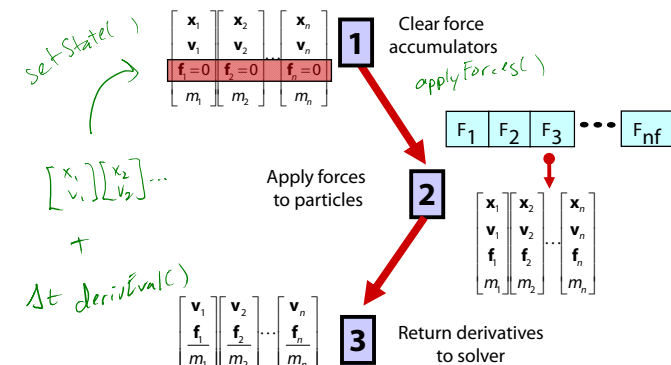 setState()
x₁ x₂ xₙ
v₁ v₂ ... vₙ
f₁=0 f₂=0 fₙ=0
m₁ m₂ mₙ
1
Clear force
accumulators
applyForces()
F₁ F₂ F₃ ••• Fnf
x₁ x₂ ...
v₁ v₂
+
Δt derivEval()
Apply forces
to particles
2
x₁ x₂ xₙ
v₁ v₂ vₙ
f₁ f₂ ... fₙ
m₁ m₂ mₙ
v₁ v₂ vₙ
f₁ f₂ ... fₙ
m₁ m₂ mₙ
3
Return derivatives
to solver